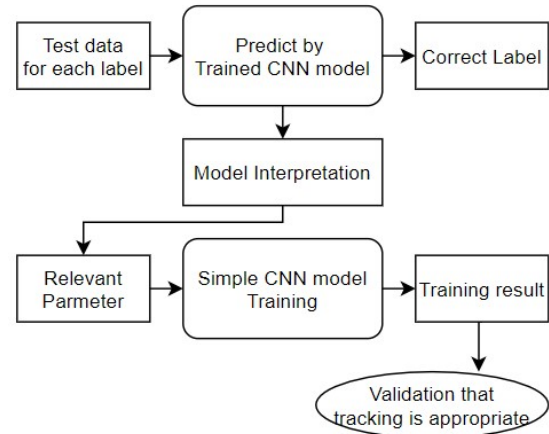 Test data
for each label
Predict by
Trained CNN model
Correct Label
Model Interpretation
Relevant
Parmeter
Simple CNN model
Training
Training result
Validation that
tracking is appropriate